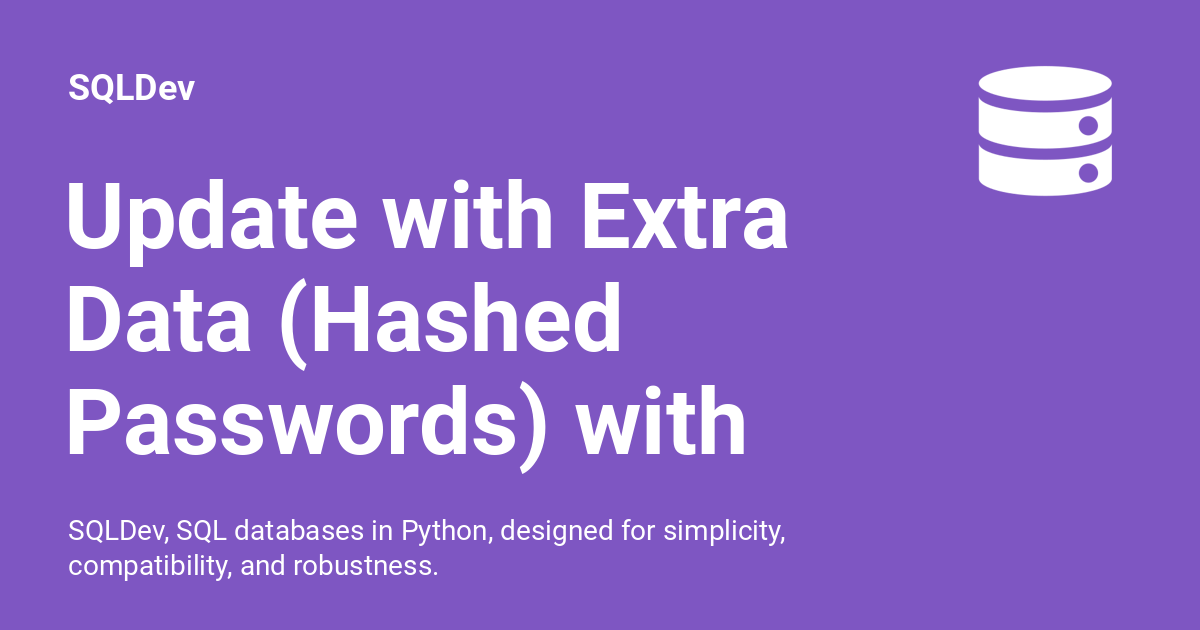 SQLDev
Update with Extra
Data (Hashed
Passwords) with
SQLDev, SQL databases in Python, designed for simplicity,
compatibility, and robustness.